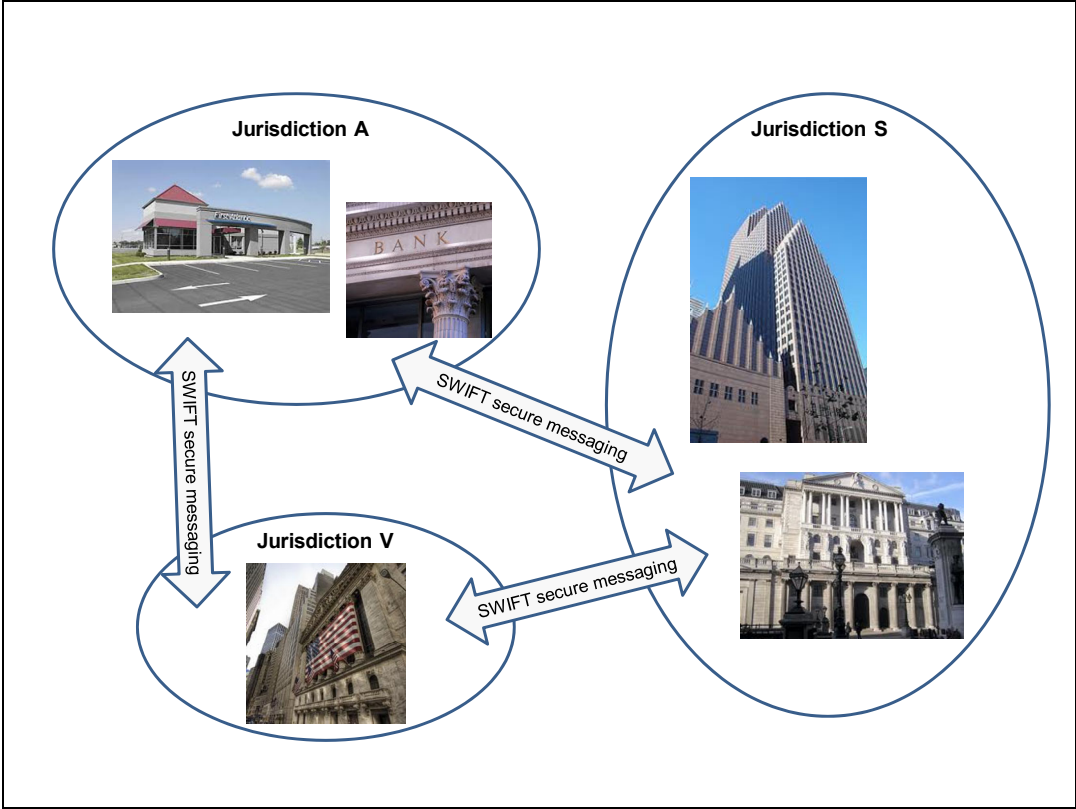 Jurisdiction A
Jurisdiction S
BANK
SWIFT secure messaging
SWIFT secure messaging
Jurisdiction V
SWIFT secure messaging